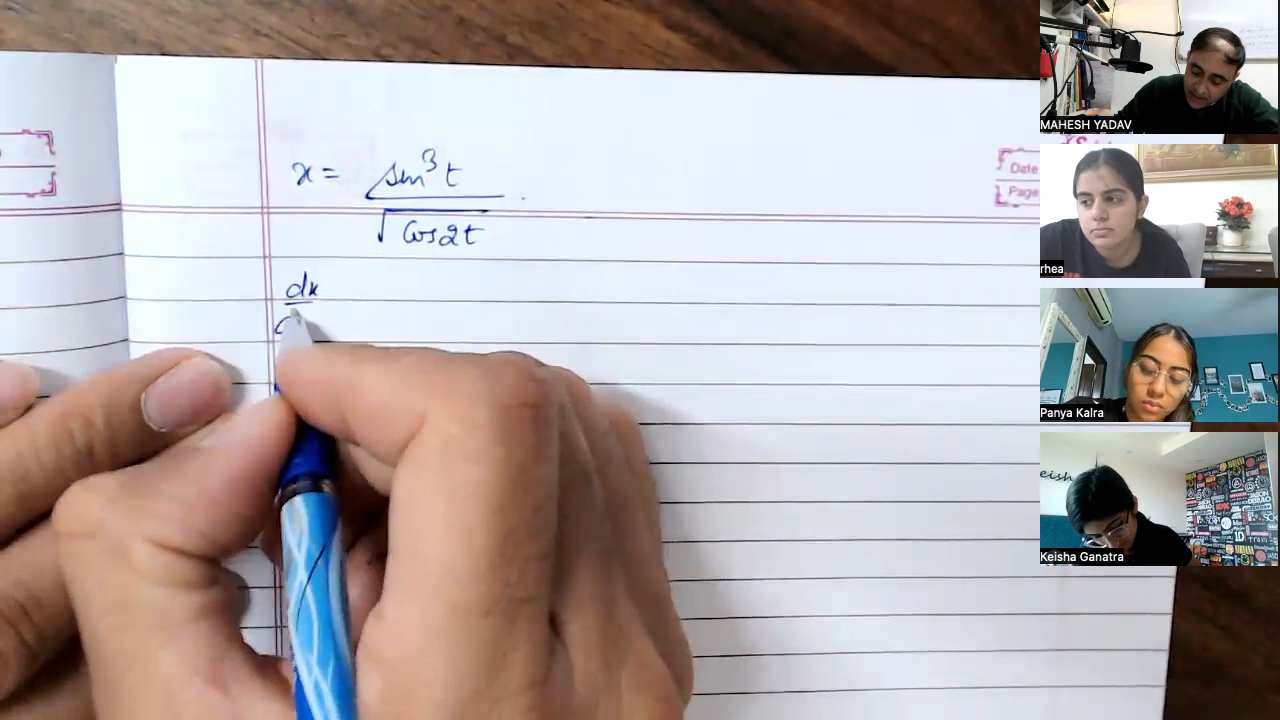 x = sin³t
√cos2t
dx
d
Date
Page
MAHESH YADAV
rhea
Panya Kalra
Keisha Ganatra